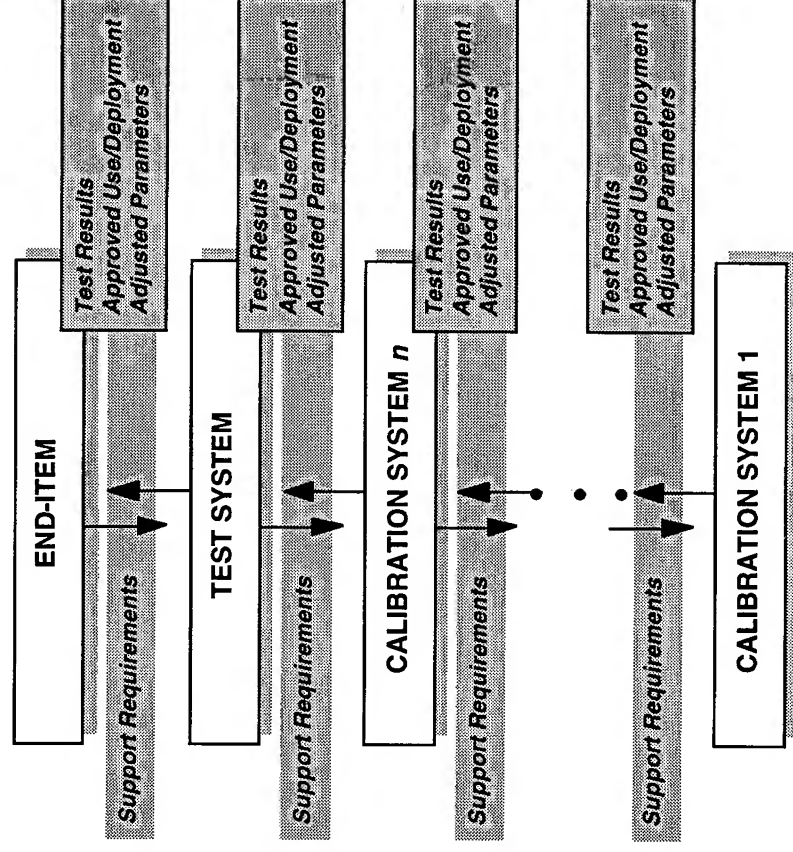 END-ITEM
Support Requirements
Test Results
Approved Use/Deployment
Adjusted Parameters
TEST SYSTEM
Support Requirements
Test Results
Approved Use/Deployment
Adjusted Parameters
CALIBRATION SYSTEM n
Support Requirements
Test Results
Approved Use/Deployment
Adjusted Parameters
Support Requirements
Test Results
Approved Use/Deployment
Adjusted Parameters
CALIBRATION SYSTEM 1